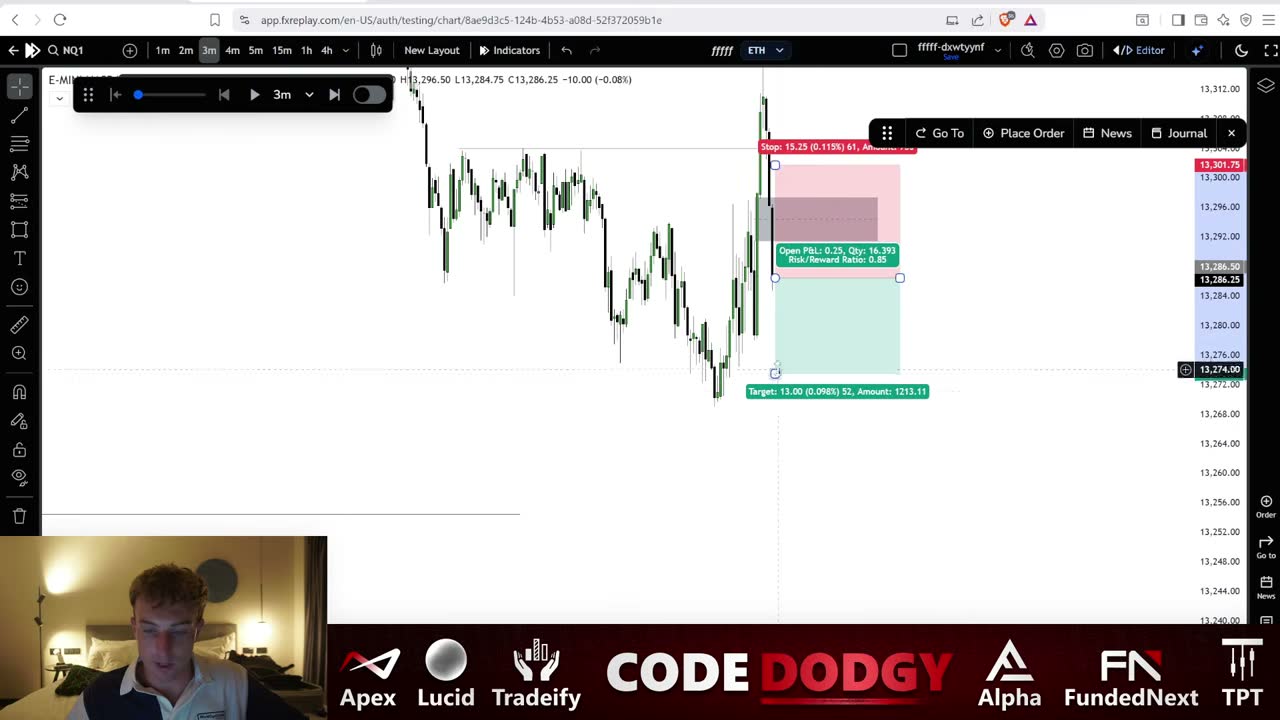 app.fxreplay.com/en-US/auth/testing/chart/8ae9d3c5-124b-4b53-a08d-52f372059b1e
NQ1
1m 2m 3m 4m 5m 15m 1h 4h
New Layout
Indicators
fffff
ETH
fffff-dxwtyynf
Save
Editor
H13,296.50 L13,284.75 C13,286.25 −10.00 (−0.08%)
3m
Go To
Place Order
News
Journal
Stop: 15.25 (0.115%) 61,
Open P&L: 0.25, Qty: 16.393
Risk/Reward Ratio: 0.85
Target: 13.00 (0.098%) 52, Amount: 1213.11
13,312.00
13,301.75
13,300.00
13,296.00
13,292.00
13,286.50
13,286.25
13,284.00
13,280.00
13,276.00
13,274.00
13,272.00
13,268.00
13,264.00
13,260.00
13,256.00
13,252.00
13,248.00
13,244.00
13,240.00
Order
Go to
News
Apex
Lucid
Tradeify
CODE DODGY
Alpha
FundedNext
TPT